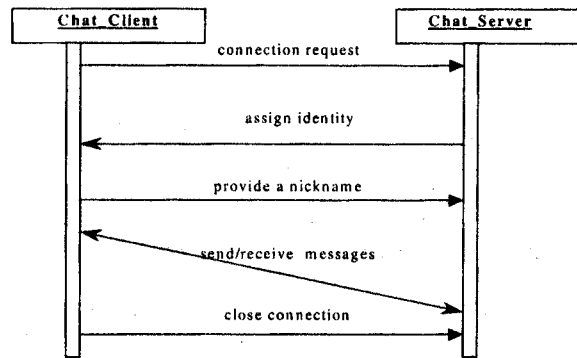 Chat_Client
Chat_Server
connection request
assign identity
provide a nickname
send/receive messages
close connection